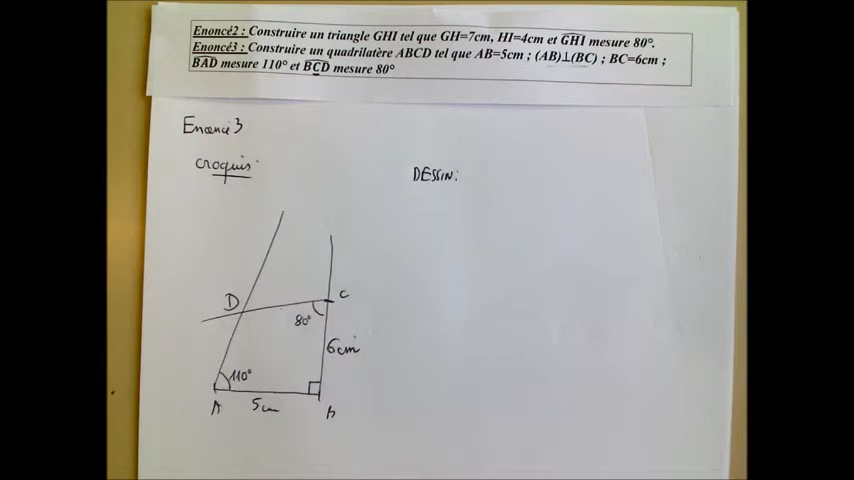 Enoncé2 : Construire un triangle GHI tel que GH=7cm, HI=4cm et GHI mesure 80°.
Enoncé3 : Construire un quadrilatère ABCD tel que AB=5cm ; (AB)⊥(BC) ; BC=6cm ;
BAD mesure 110° et BCD mesure 80°
Enoncé 3
croquis:
DESSIN:
D
C
80°
6cm
110°
A
5cm
B